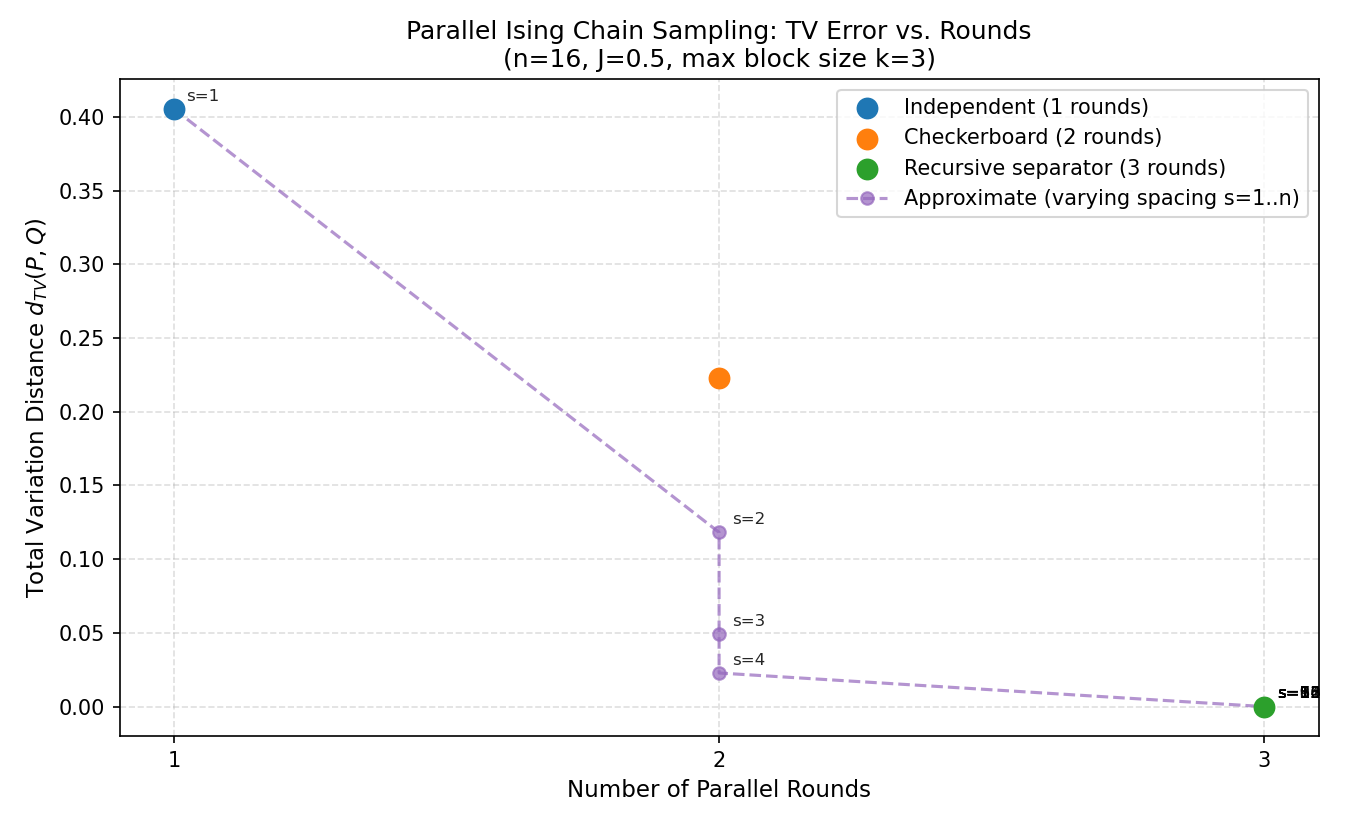 Parallel Ising Chain Sampling: TV Error vs. Rounds
(n=16, J=0.5, max block size k=3)
Total Variation Distance d_{TV}(P, Q)
0.40
0.35
0.30
0.25
0.20
0.15
0.10
0.05
0.00
s=1
Independent (1 rounds)
Checkerboard (2 rounds)
Recursive separator (3 rounds)
Approximate (varying spacing s=1..n)
s=2
s=3
s=4
1
2
3
Number of Parallel Rounds